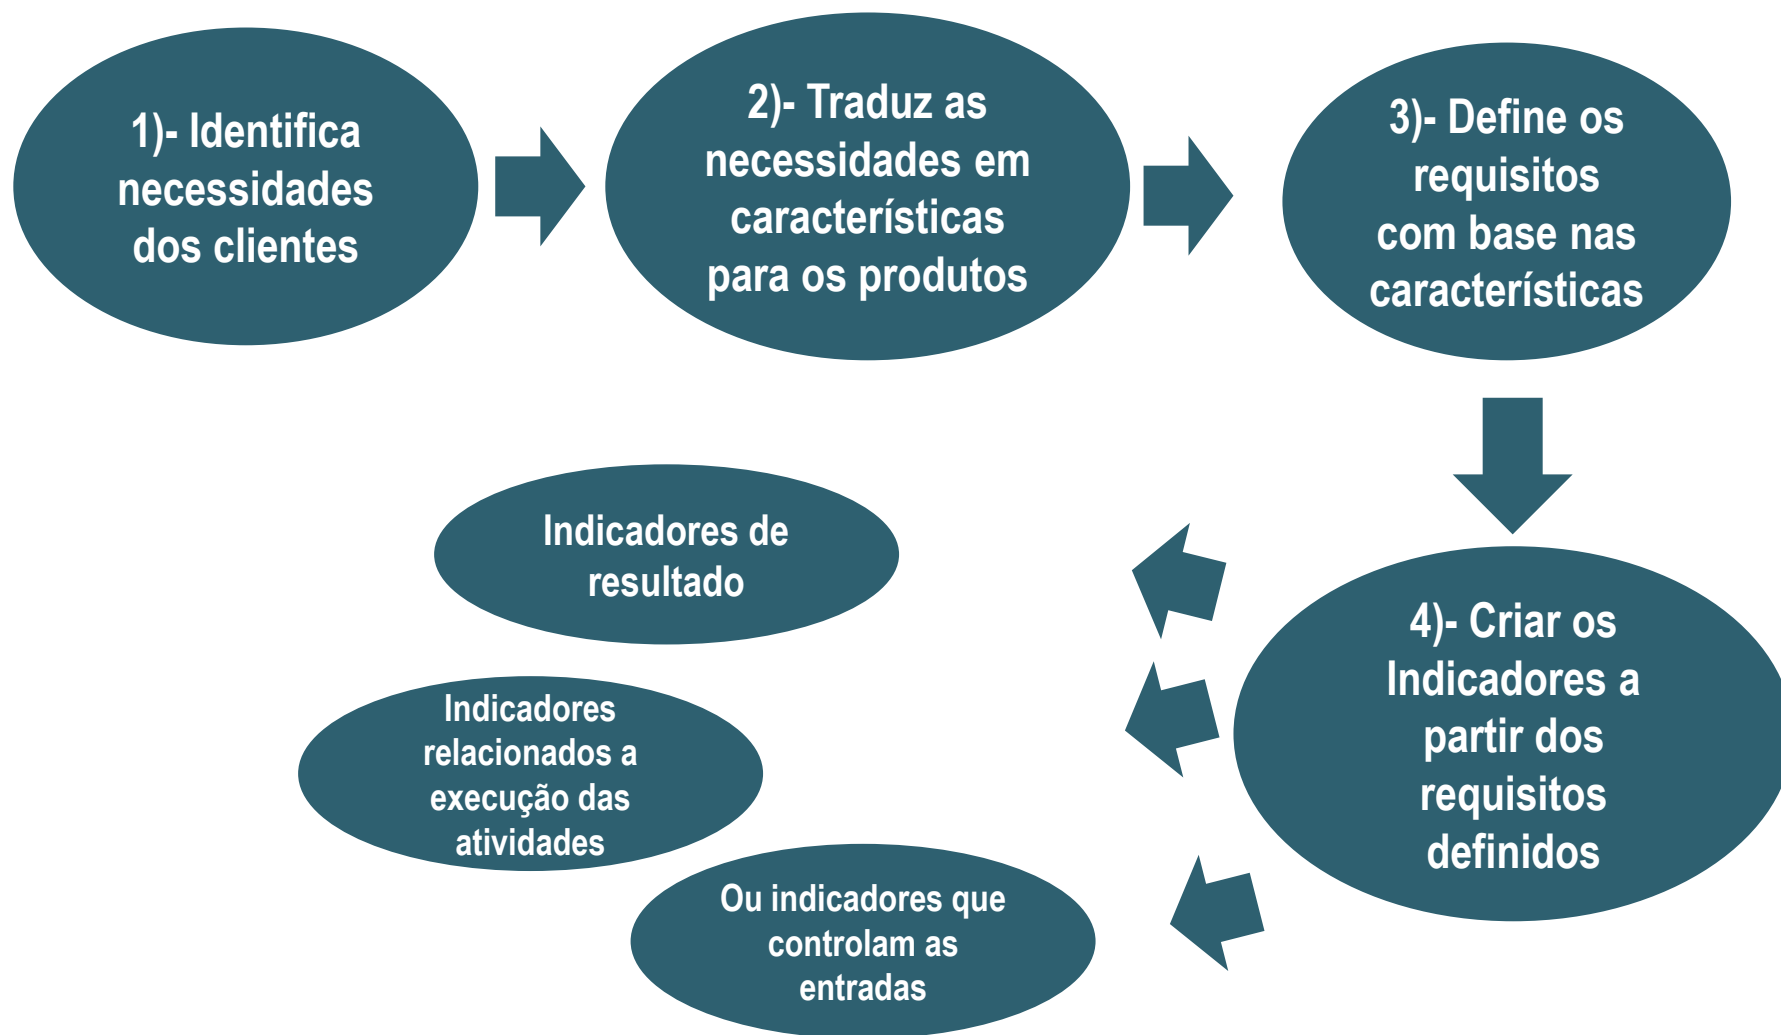 1)- Identifica
necessidades
dos clientes
2)- Traduz as
necessidades em
características
para os produtos
3)- Define os
requisitos
com base nas
características
4)- Criar os
Indicadores a
partir dos
requisitos
definidos
Indicadores de
resultado
Indicadores
relacionados a
execução das
atividades
Ou indicadores que
controlam as
entradas